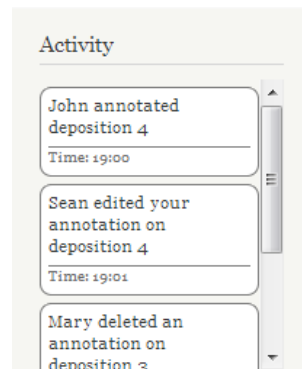 Activity
John annotated
deposition 4
Time: 19:00
Sean edited your
annotation on
deposition 4
Time: 19:01
Mary deleted an
annotation on
deposition 3